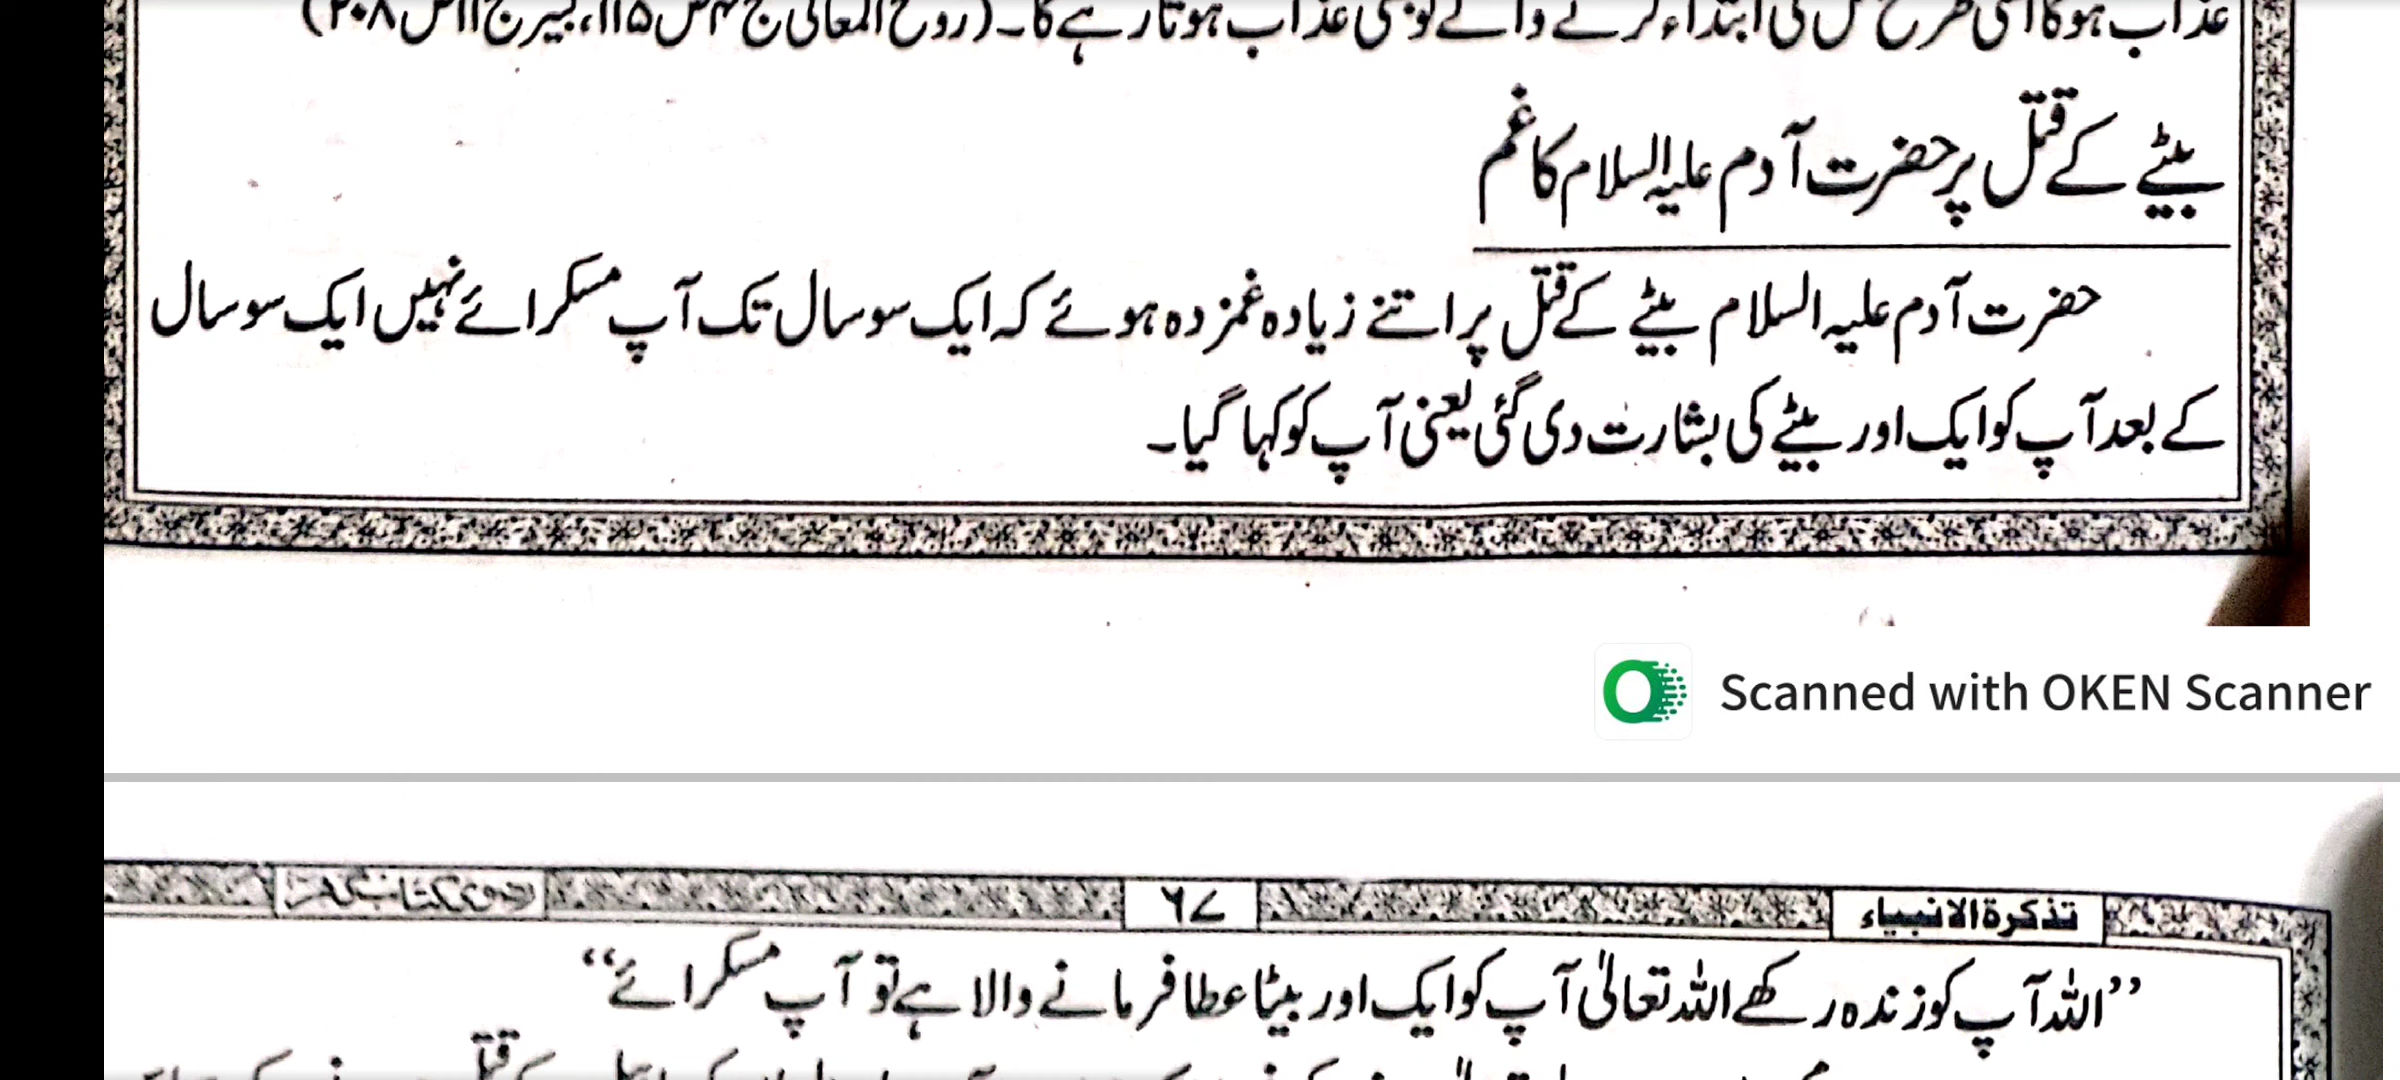 عذاب ہوگا اسی طرح قتل کی ابتداء کرنے والے کو بھی عذاب ہوتا رہے گا۔ (روح المعانی ج ۴ ص ۱۱۵، کبیر ج ۱۱ ص ۲۰۸)
بیٹے کے قتل پر حضرت آدم علیہ السلام کا غم
حضرت آدم علیہ السلام بیٹے کے قتل پر اتنے زیادہ غمزدہ ہوئے کہ ایک سو سال تک آپ مسکرائے نہیں ایک سو سال
کے بعد آپ کو ایک اور بیٹے کی بشارت دی گئی یعنی آپ کو کہا گیا۔
Scanned with OKEN Scanner
تذكرة الانبياء
۶۷
”اللہ آپ کو زندہ رکھے اللہ تعالیٰ آپ کو ایک اور بیٹا عطا فرمانے والا ہے تو آپ مسکرائے“